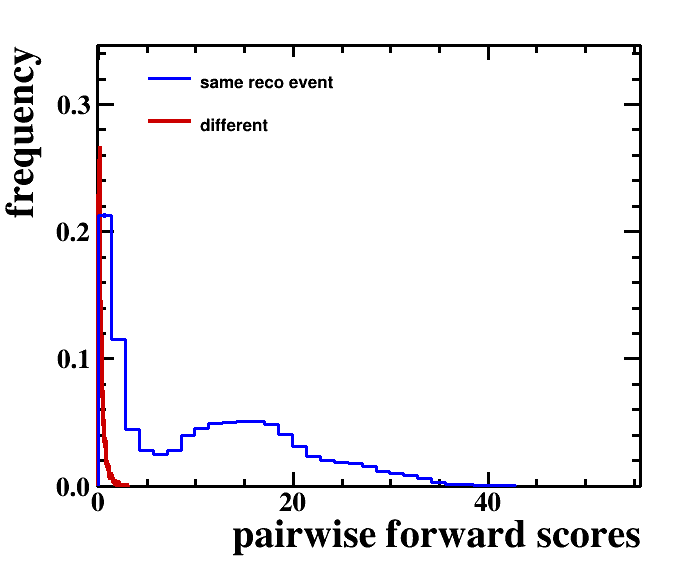 frequency
same reco event
different
0.3
0.2
0.1
0.0
0 20 40
pairwise forward scores